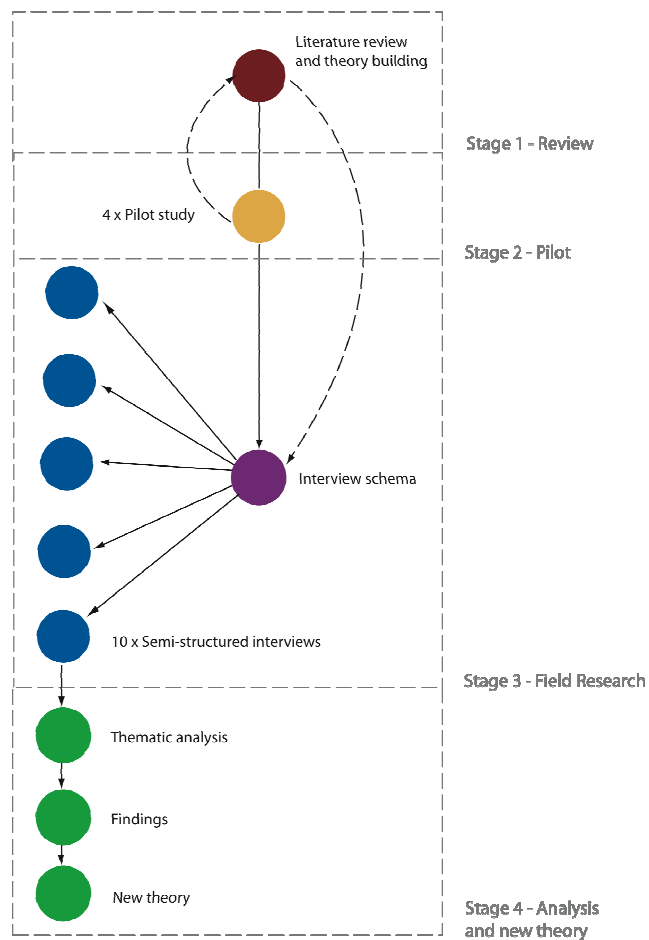 Literature review
and theory building
Stage 1 - Review
4 x Pilot study
Stage 2 - Pilot
Interview schema
10 x Semi-structured interviews
Stage 3 - Field Research
Thematic analysis
Findings
New theory
Stage 4 - Analysis
and new theory